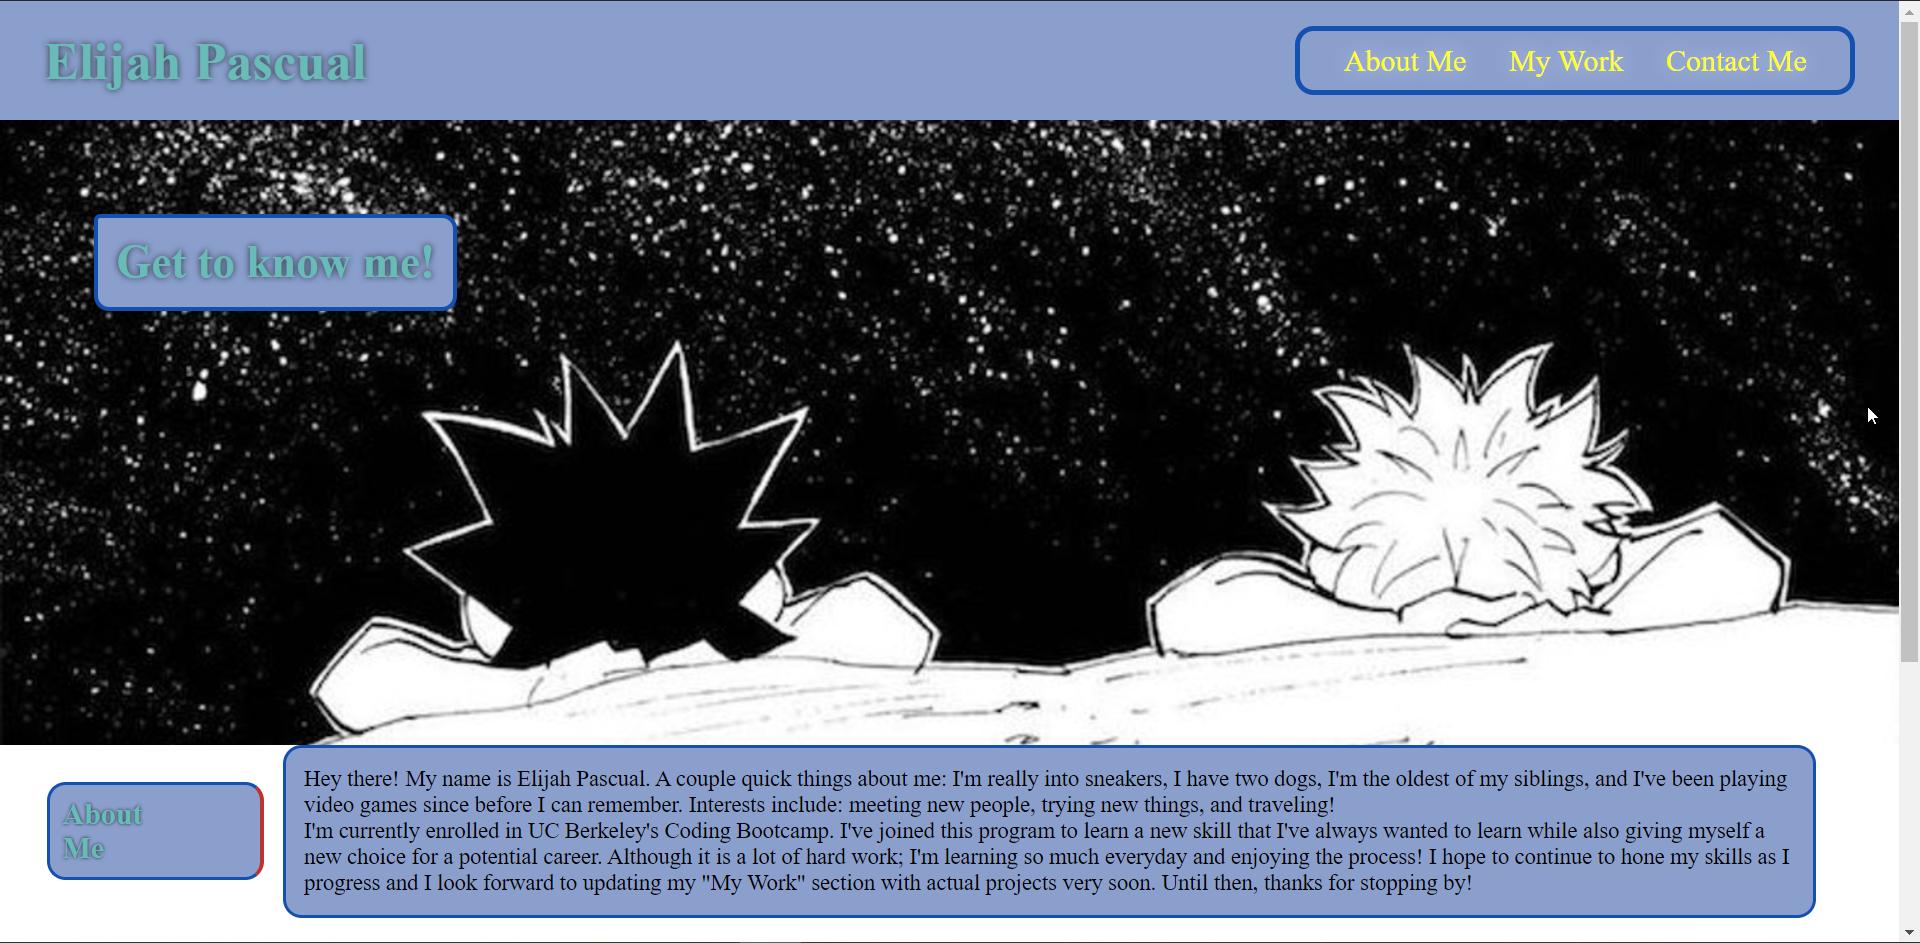 Elijah Pascual
About Me My Work Contact Me
Get to know me!
About
Me
Hey there! My name is Elijah Pascual. A couple quick things about me: I'm really into sneakers, I have two dogs, I'm the oldest of my siblings, and I've been playing
video games since before I can remember. Interests include: meeting new people, trying new things, and traveling!
I'm currently enrolled in UC Berkeley's Coding Bootcamp. I've joined this program to learn a new skill that I've always wanted to learn while also giving myself a
new choice for a potential career. Although it is a lot of hard work; I'm learning so much everyday and enjoying the process! I hope to continue to hone my skills as I
progress and I look forward to updating my "My Work" section with actual projects very soon. Until then, thanks for stopping by!